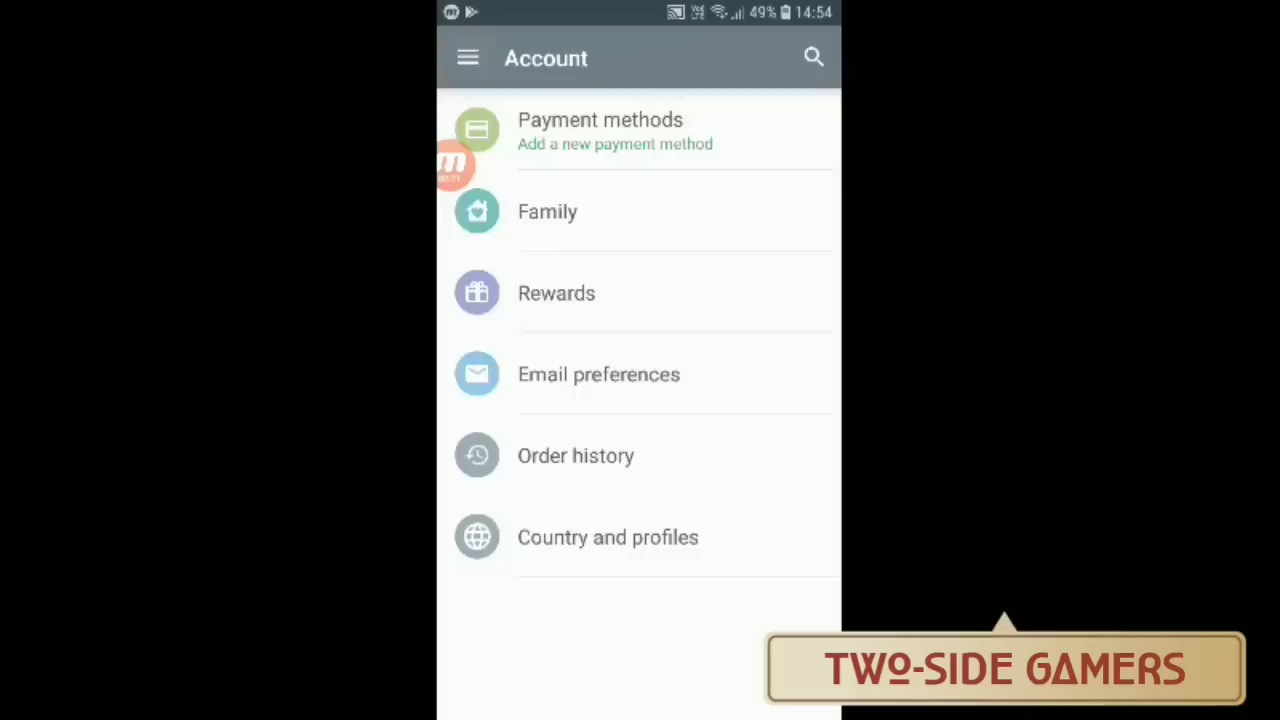 49% 14:54
Account
Payment methods
Add a new payment method
m
Family
Rewards
Email preferences
Order history
Country and profiles
TWO-SIDE GAMERS